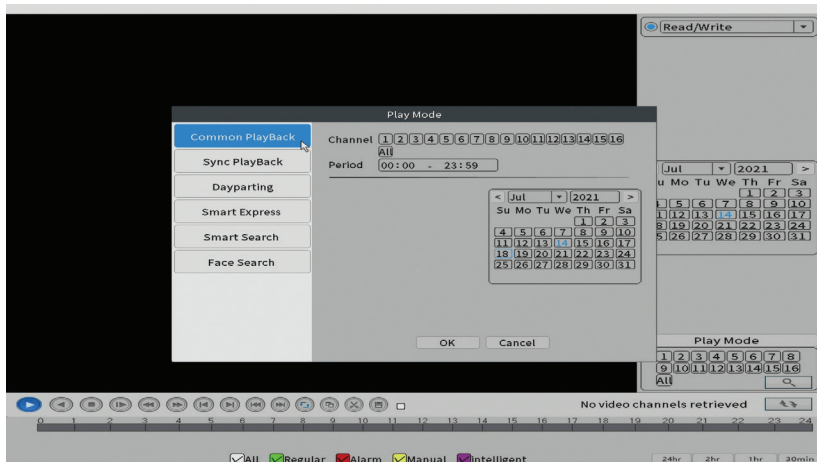 Read/Write
Play Mode
Common PlayBack
Sync PlayBack
Dayparting
Smart Express
Smart Search
Face Search
Channel 1 2 3 4 5 6 7 8 9 10 11 12 13 14 15 16
All
Period 00:00 - 23:59
< Jul 2021 >
Su Mo Tu We Th Fr Sa
1 2 3
4 5 6 7 8 9 10
11 12 13 14 15 16 17
18 19 20 21 22 23 24
25 26 27 28 29 30 31
OK Cancel
Jul 2021 >
u Mo Tu We Th Fr Sa
1 2 3
5 6 7 8 9 10
1 12 13 14 15 16 17
8 19 20 21 22 23 24
5 26 27 28 29 30 31
Play Mode
1 2 3 4 5 6 7 8
9 10 11 12 13 14 15 16
All
No video channels retrieved
0 1 2 3 4 5 6 7 8 9 10 11 12 13 14 15 16 17 18 19 20 21 22 23 24
All Regular Alarm Manual Intelligent
24hr 2hr 1hr 30min